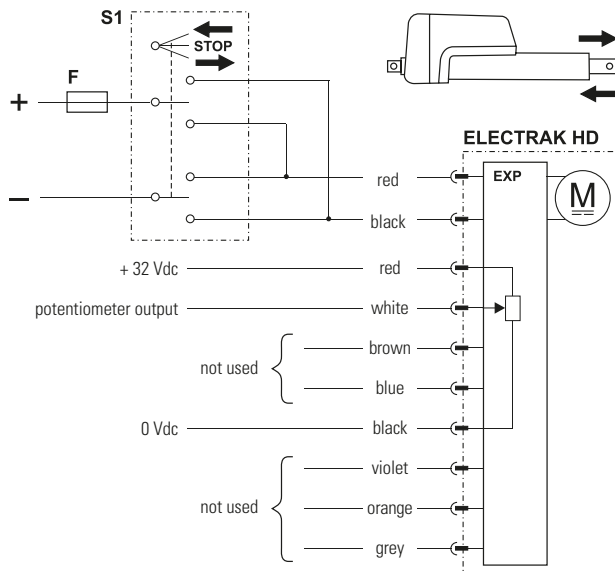 S1
STOP
F
+
–
ELECTRAK HD
EXP
M
red
black
+ 32 Vdc red
potentiometer output white
brown
not used
blue
0 Vdc black
violet
not used orange
grey